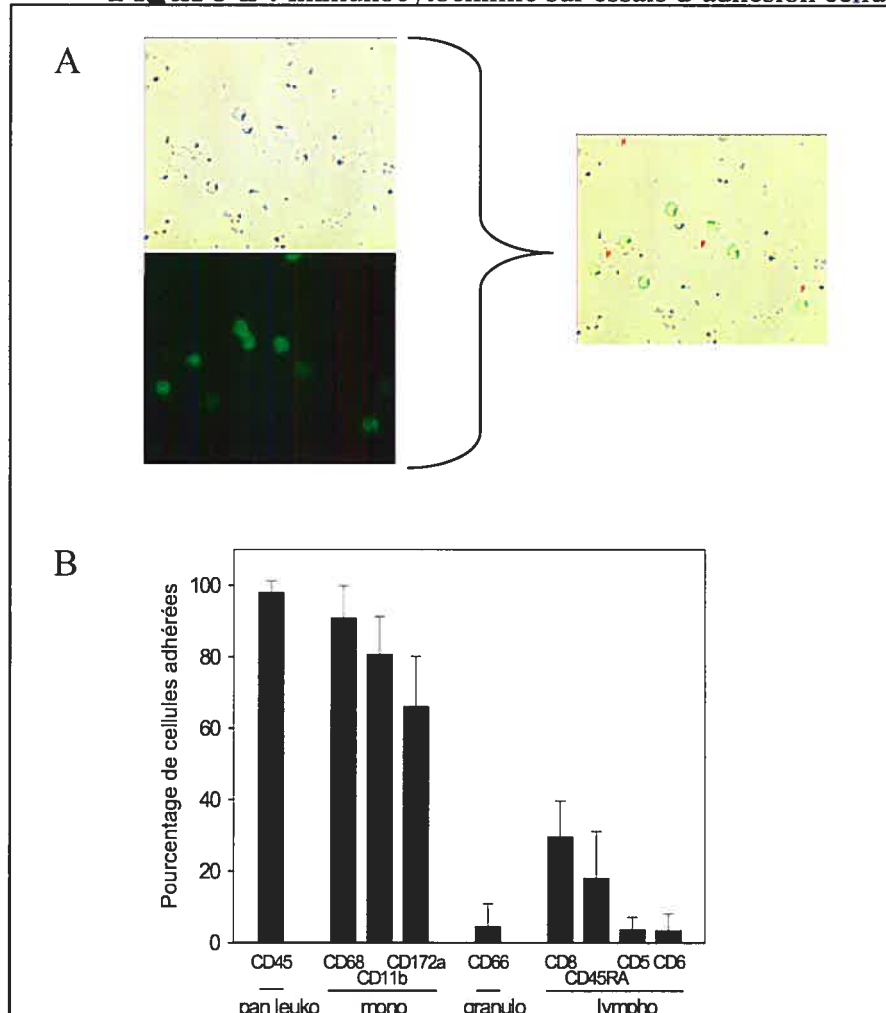 A
B
Pourcentage de cellules adhérées
100
80
60
40
20
0
CD45 CD68 CD172a CD66 CD8 CD5 CD6
CD11b CD45RA
pan leuko mono granulo lympho